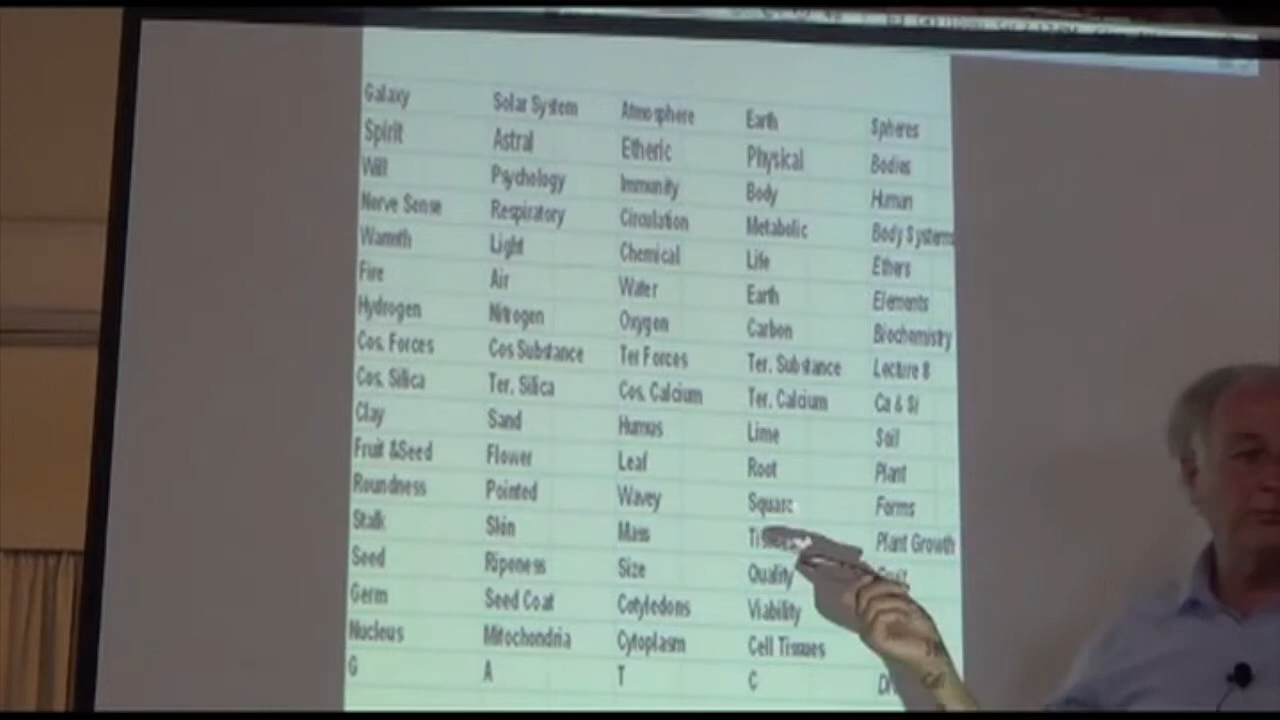 Galaxy Solar System Atmosphere Earth Spheres
Spirit Astral Etheric Physical Bodies
Will Psychology Immunity Body Human
Nerve Sense Respiratory Circulation Metabolic Body Systems
Warmth Light Chemical Life Ethers
Fire Air Water Earth Elements
Hydrogen Nitrogen Oxygen Carbon Biochemistry
Cos. Forces Cos Substance Ter Forces Ter. Substance Lecture 8
Cos. Silica Ter. Silica Cos. Calcium Ter. Calcium Ca & Si
Clay Sand Humus Lime Soil
Fruit &Seed Flower Leaf Root Plant
Roundness Pointed Wavey Square Forms
Stalk Skin Mass Plant Growth
Seed Ripeness Size Quality
Germ Seed Coat Cotyledons Viability
Nucleus Mitochondria Cytoplasm Cell Tissues
G A T C